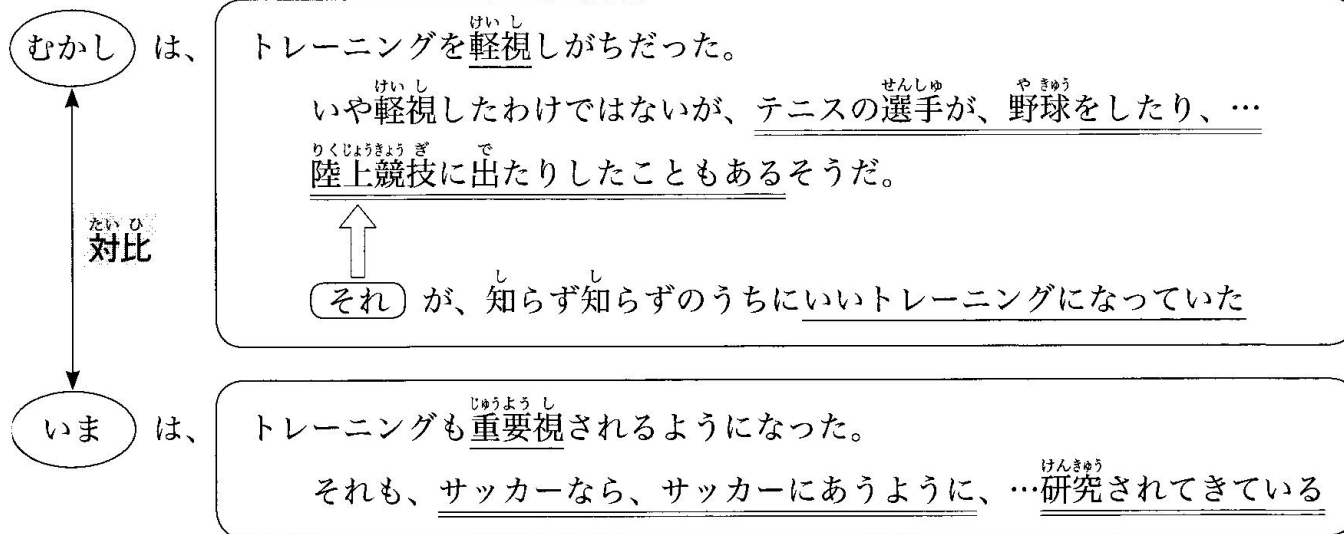 むかし は、 トレーニングを軽視しがちだった。
いや軽視したわけではないが、テニスの選手が、野球をしたり、…
陸上競技に出たりしたこともあるそうだ。
対比
それ が、知らず知らずのうちにいいトレーニングになっていた
いま は、 トレーニングも重要視されるようになった。
それも、サッカーなら、サッカーにあうように、…研究されてきている